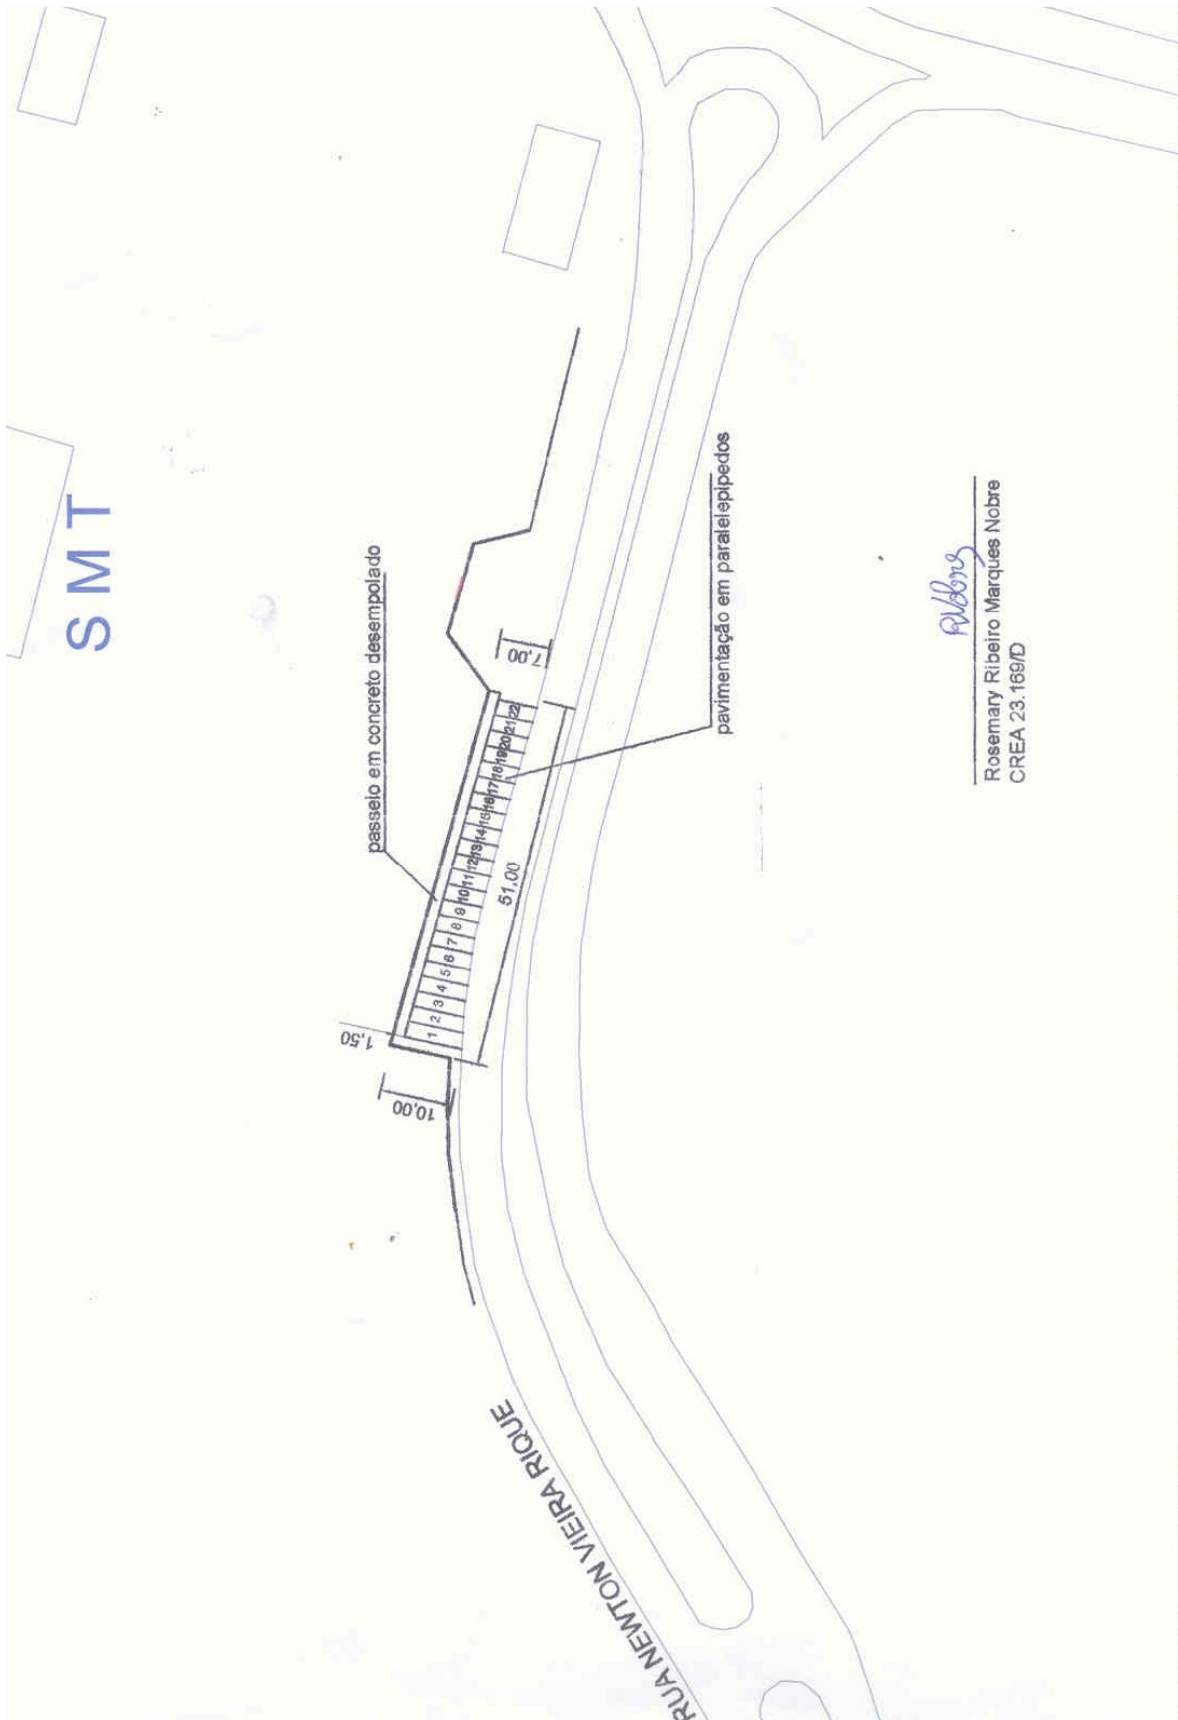 S M T
passeio em concreto desempolado
7,00
pavimentação em paralelepípedos
1 2 3 4 5 6 7 8 9 10 11 12 13 14 15 16 17 18 19 20 21 22
51,00
1,50
10,00
RUA NEWTON VIEIRA RIQUE
RNobre
Rosemary Ribeiro Marques Nobre
CREA 23.169/D